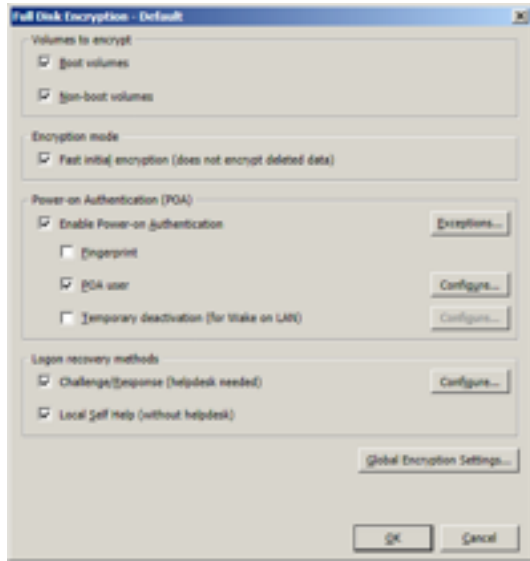 Full Disk Encryption - Default
Volumes to encrypt
Boot volumes
Non-boot volumes
Encryption mode
Fast initial encryption (does not encrypt deleted data)
Power-on Authentication (POA)
Enable Power-on Authentication
Exceptions...
Fingerprint
POA user
Configure...
Temporary deactivation (for Wake on LAN)
Configure...
Logon recovery methods
Challenge/Response (helpdesk needed)
Configure...
Local Self Help (without helpdesk)
Global Encryption Settings...
OK
Cancel